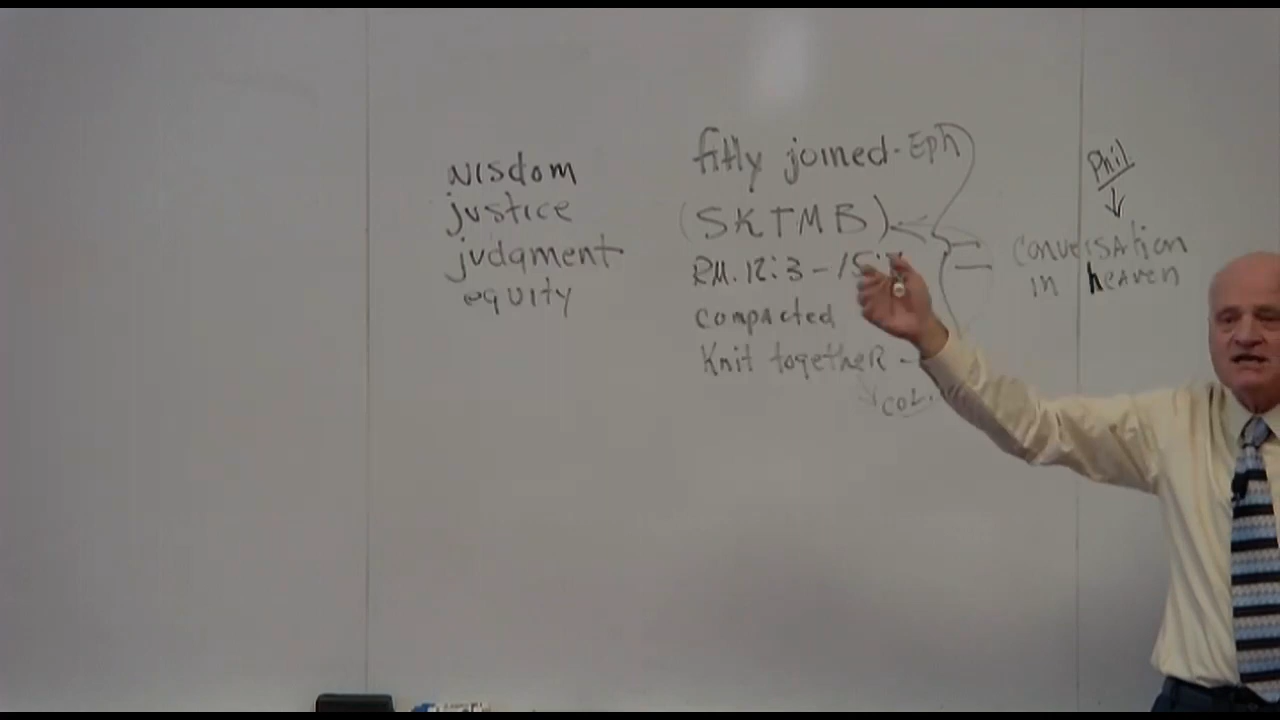 wisdom
justice
judgment
equity
fitly joined - Eph
(SKTMB)
RM. 12:3 - 15:
compacted
Knit together -
COL.
Phil
conversation
in heaven